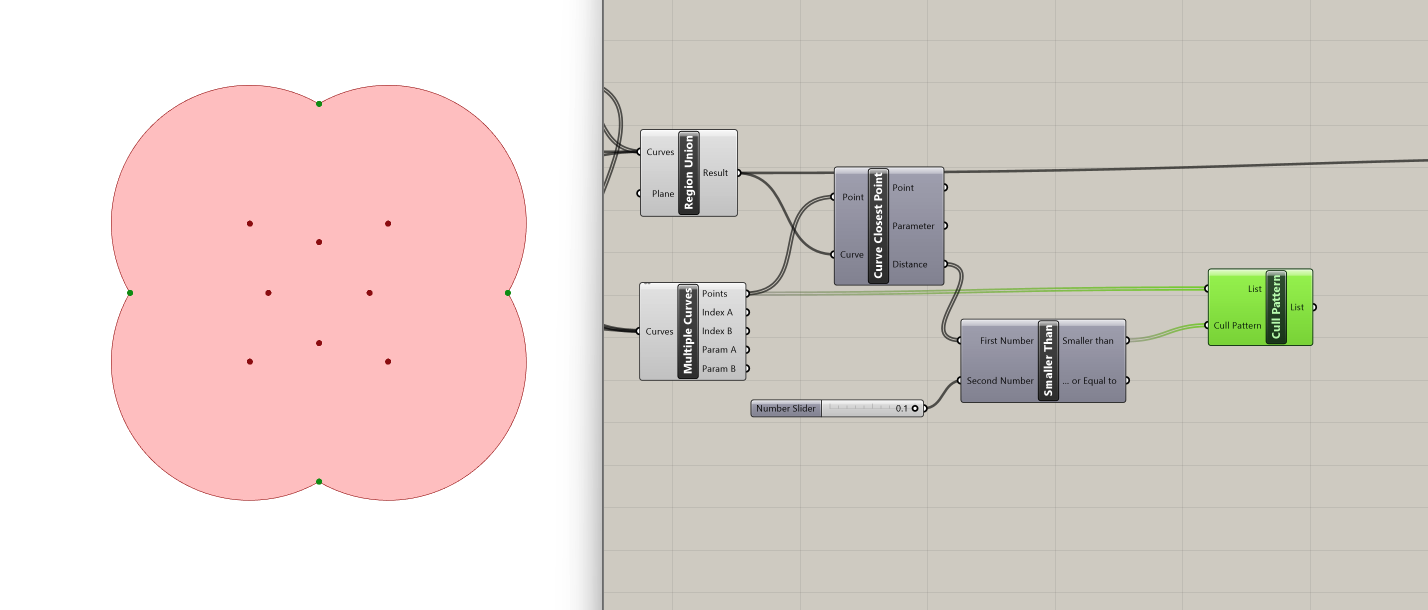 Curves
Plane
Region Union
Result
Point
Curve
Curve Closest Point
Point
Parameter
Distance
Curves
Multiple Curves
Points
Index A
Index B
Param A
Param B
List
Cull Pattern
Cull Pattern
List
First Number
Second Number
Smaller Than
Smaller than
... or Equal to
Number Slider
0.1